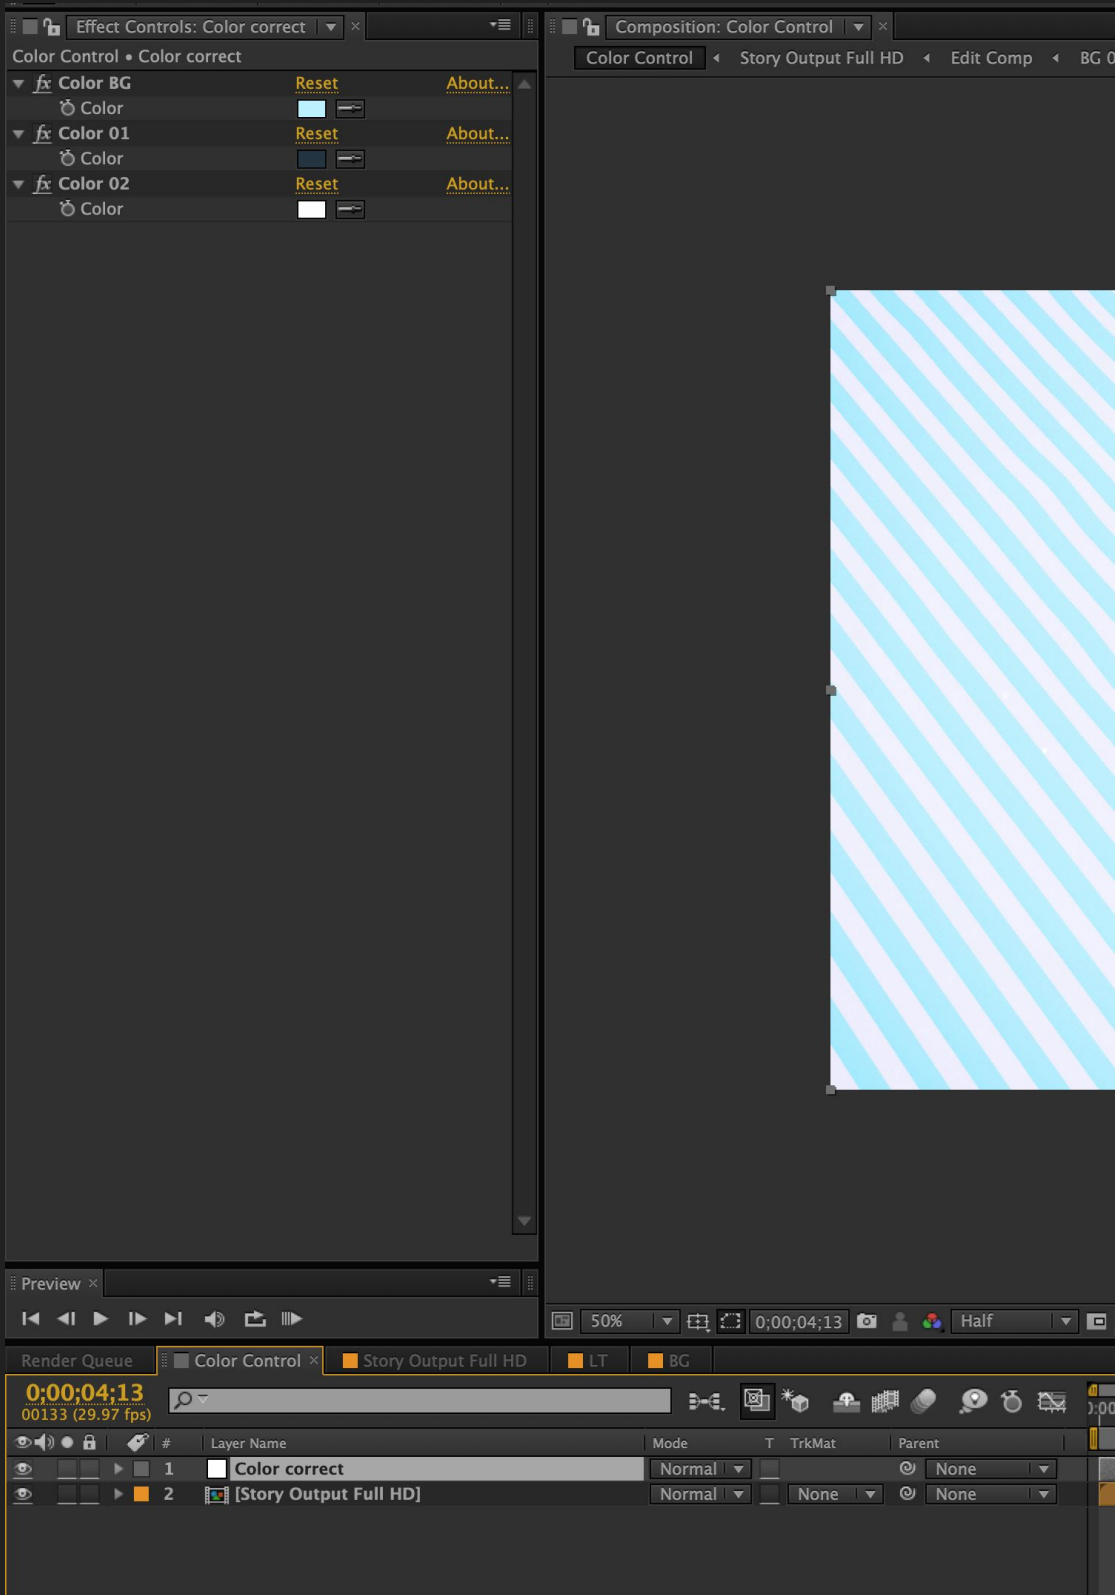 Effect Controls: Color correct
Color Control • Color correct
fx Color BG Reset About...
Color
fx Color 01 Reset About...
Color
fx Color 02 Reset About...
Color
Composition: Color Control
Color Control Story Output Full HD Edit Comp BG
Preview
50% 0;00;04;13 Half
Render Queue Color Control Story Output Full HD LT BG
0;00;04;13
00133 (29.97 fps)
# Layer Name Mode T TrkMat Parent
1 Color correct Normal None
2 [Story Output Full HD] Normal None None